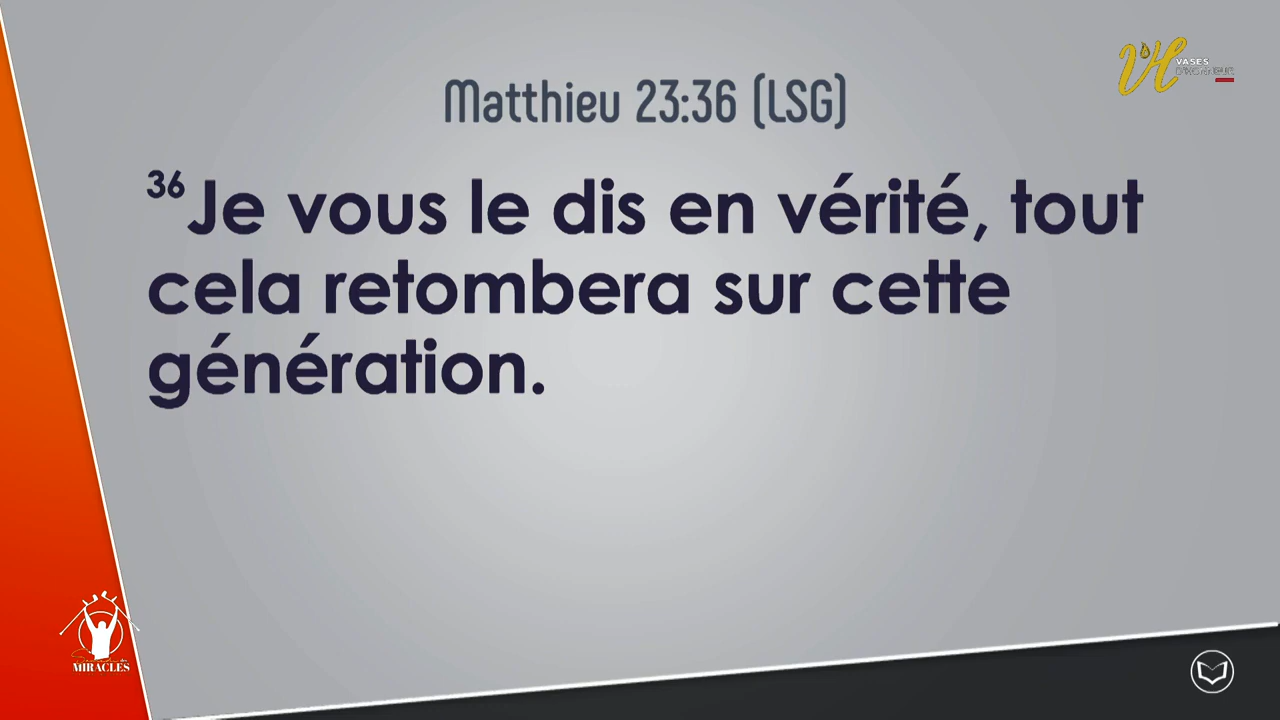 VASES
D'HONNEUR
Matthieu 23:36 (LSG)
36 Je vous le dis en vérité, tout
cela retombera sur cette
génération.
MIRACLES